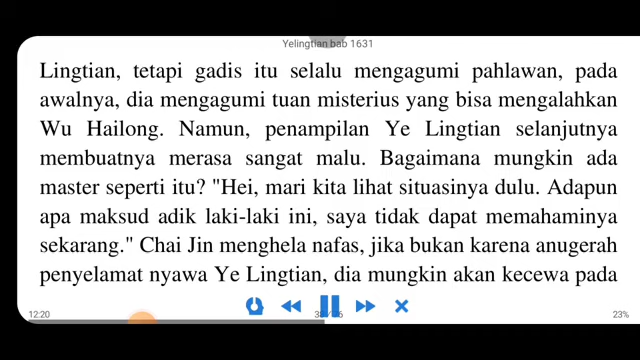 Yelingtian bab 1631
Lingtian, tetapi gadis itu selalu mengagumi pahlawan, pada
awalnya, dia mengagumi tuan misterius yang bisa mengalahkan
Wu Hailong. Namun, penampilan Ye Lingtian selanjutnya
membuatnya merasa sangat malu. Bagaimana mungkin ada
master seperti itu? "Hei, mari kita lihat situasinya dulu. Adapun
apa maksud adik laki-laki ini, saya tidak dapat memahaminya
sekarang." Chai Jin menghela nafas, jika bukan karena anugerah
penyelamat nyawa Ye Lingtian, dia mungkin akan kecewa pada
12:20
23%